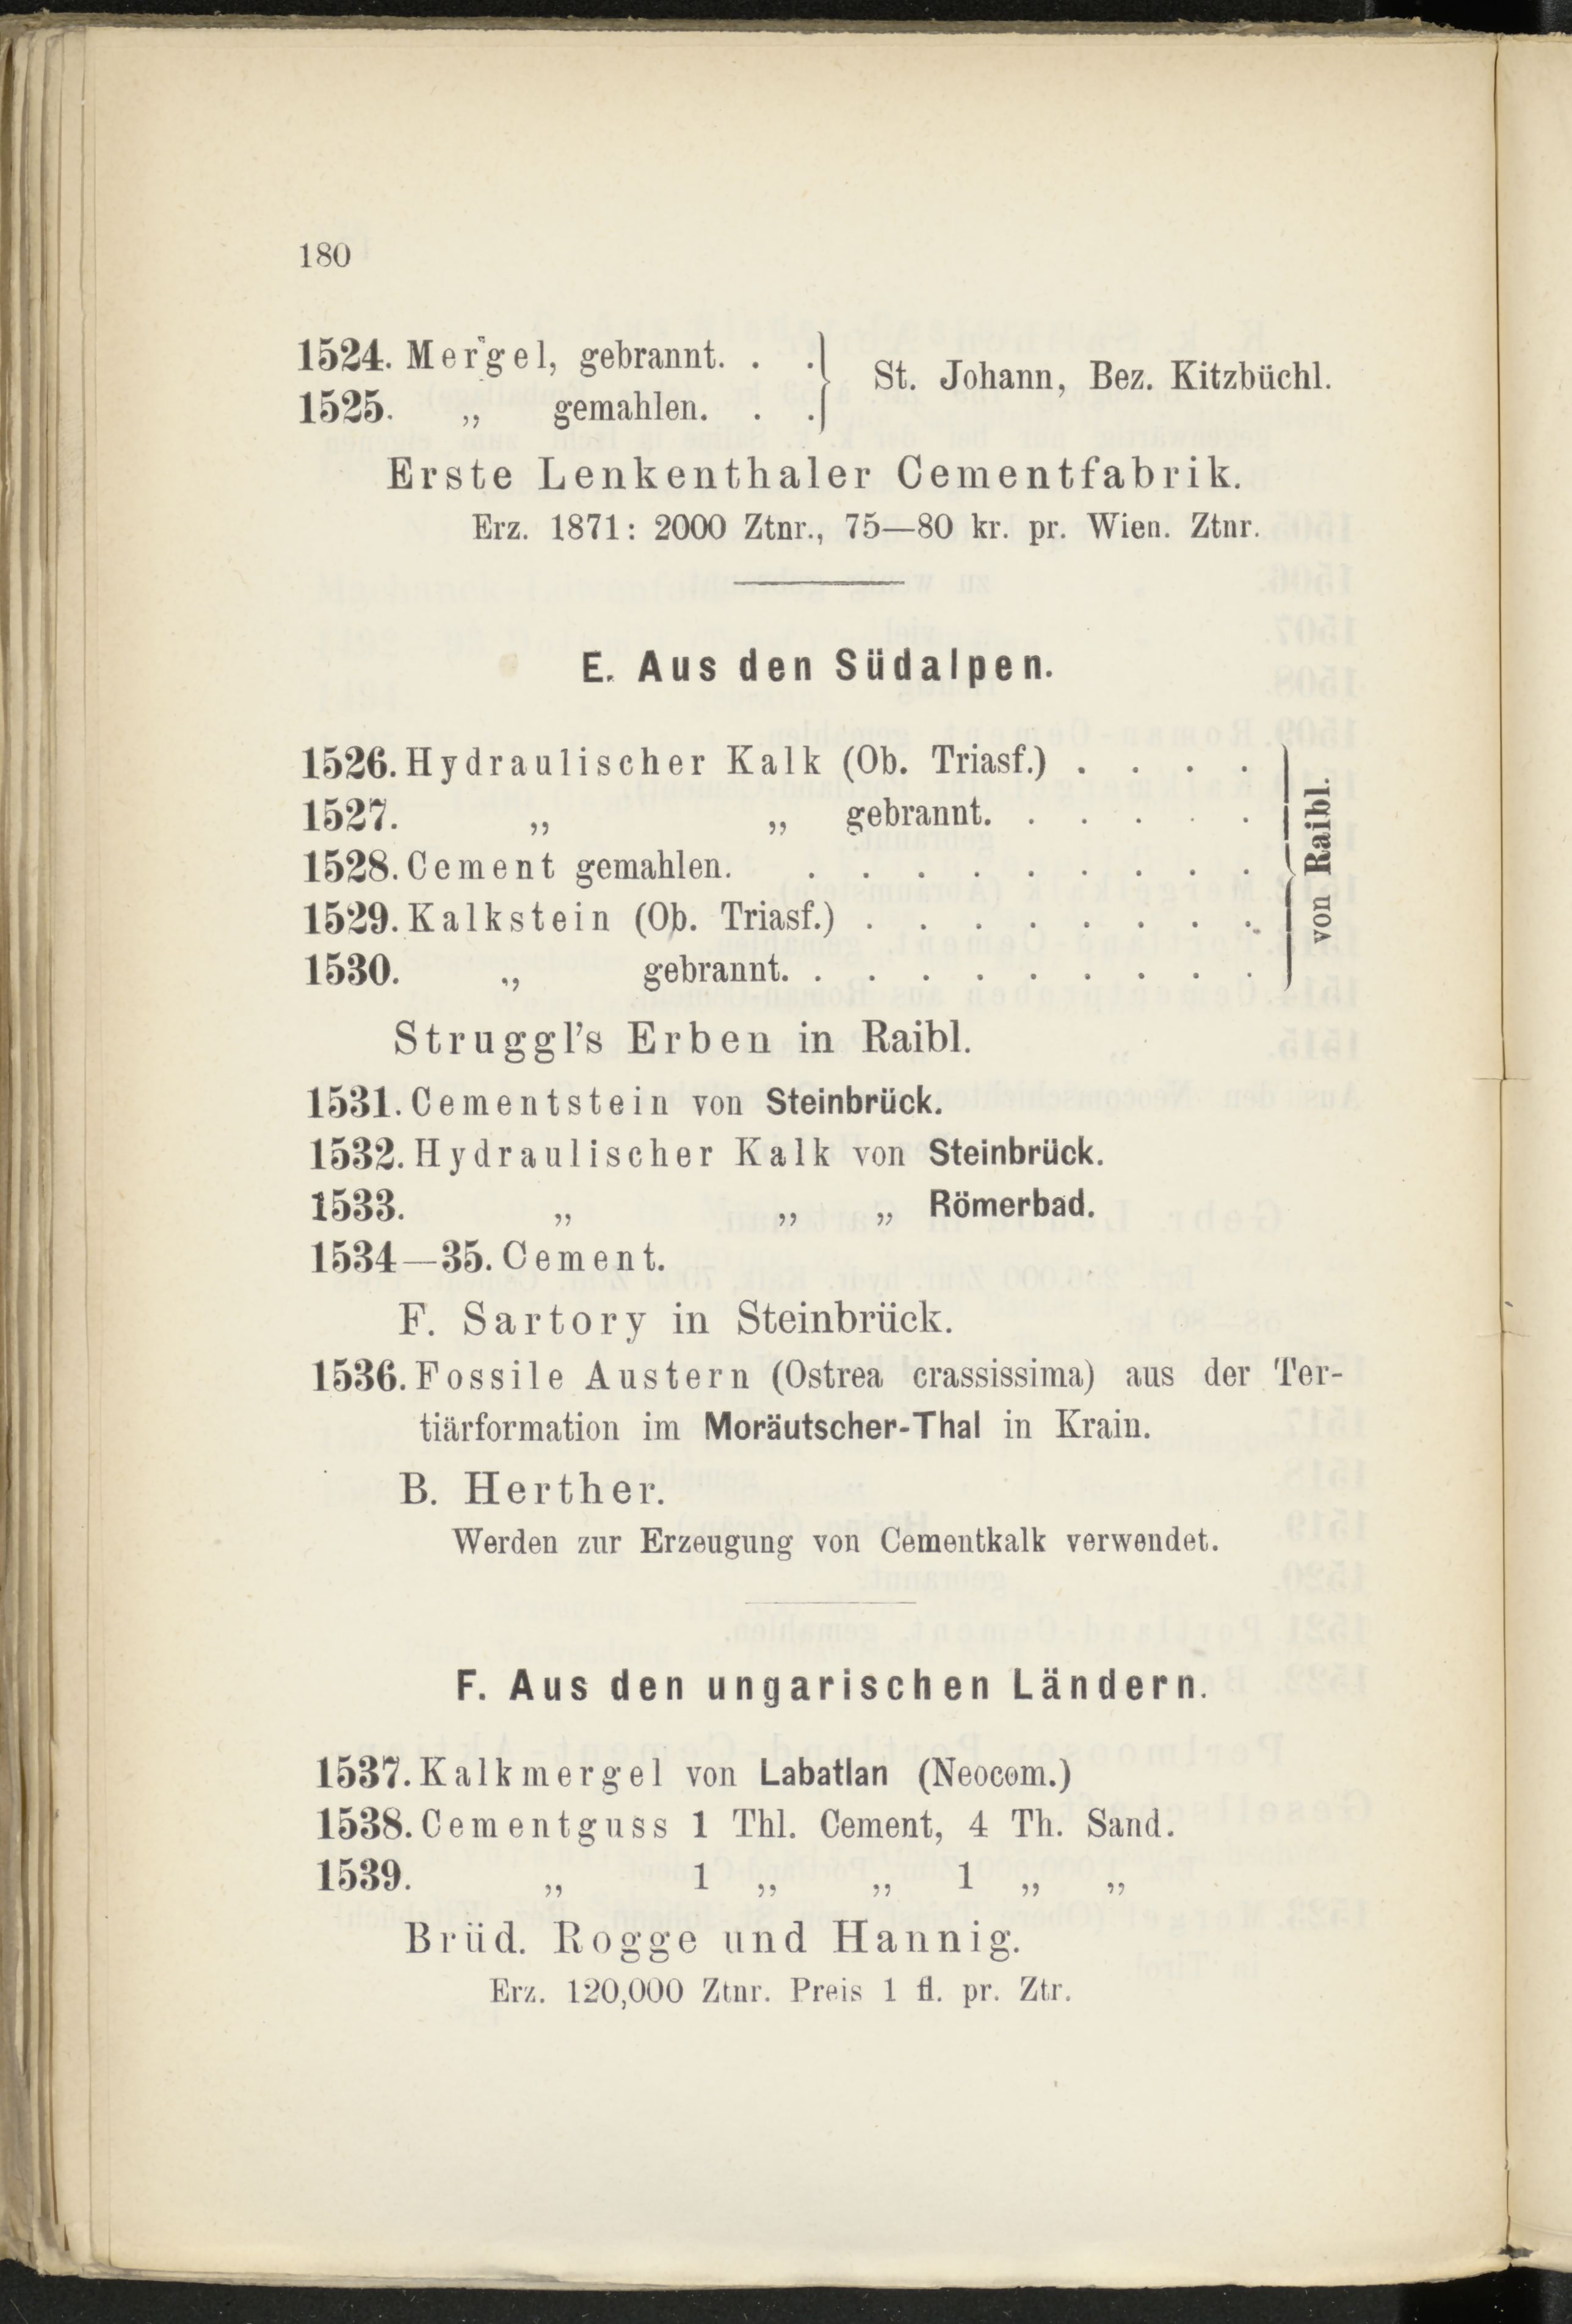 180
1524. Mergel, gebrannt. . . } St. Johann, Bez. Kitzbüchl.
1525. „ gemahlen. . . }
Erste Lenkenthaler Cementfabrik.
Erz. 1871: 2000 Ztnr., 75—80 kr. pr. Wien. Ztnr.
E. Aus den Südalpen.
1526. Hydraulischer Kalk (Ob. Triasf.) . . . .
1527. „ „ gebrannt. . . . . .
1528. Cement gemahlen. . . . . . . . . .
1529. Kalkstein (Ob. Triasf.) . . . . . . . .
1530. „ gebrannt. . . . . . . . . .
von Raibl.
Struggl's Erben in Raibl.
1531. Cementstein von Steinbrück.
1532. Hydraulischer Kalk von Steinbrück.
1533. „ „ „ Römerbad.
1534—35. Cement.
F. Sartory in Steinbrück.
1536. Fossile Austern (Ostrea crassissima) aus der Ter-
tiärformation im Moräutscher-Thal in Krain.
B. Herther.
Werden zur Erzeugung von Cementkalk verwendet.
F. Aus den ungarischen Ländern.
1537. Kalkmergel von Labatlan (Neocom.)
1538. Cementguss 1 Thl. Cement, 4 Th. Sand.
1539. „ 1 „ „ 1 „ „
Brüd. Rogge und Hannig.
Erz. 120,000 Ztnr. Preis 1 fl. pr. Ztr.